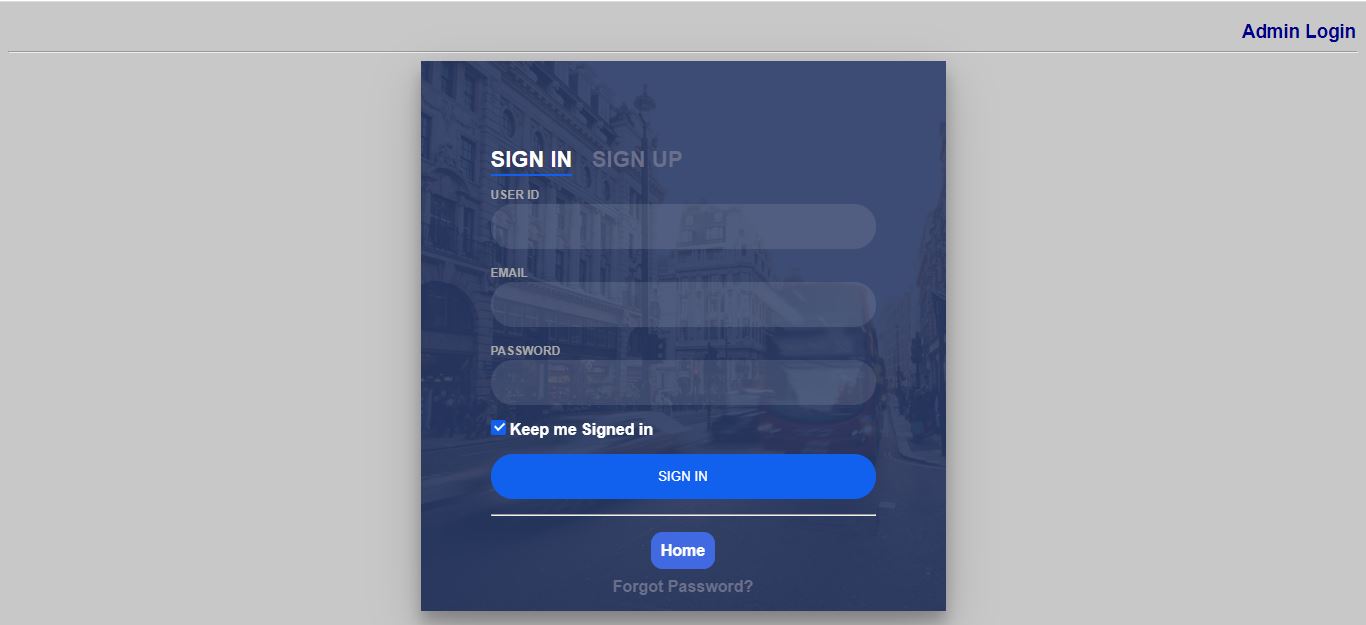 Admin Login
SIGN IN SIGN UP
USER ID
EMAIL
PASSWORD
Keep me Signed in
SIGN IN
Home
Forgot Password?